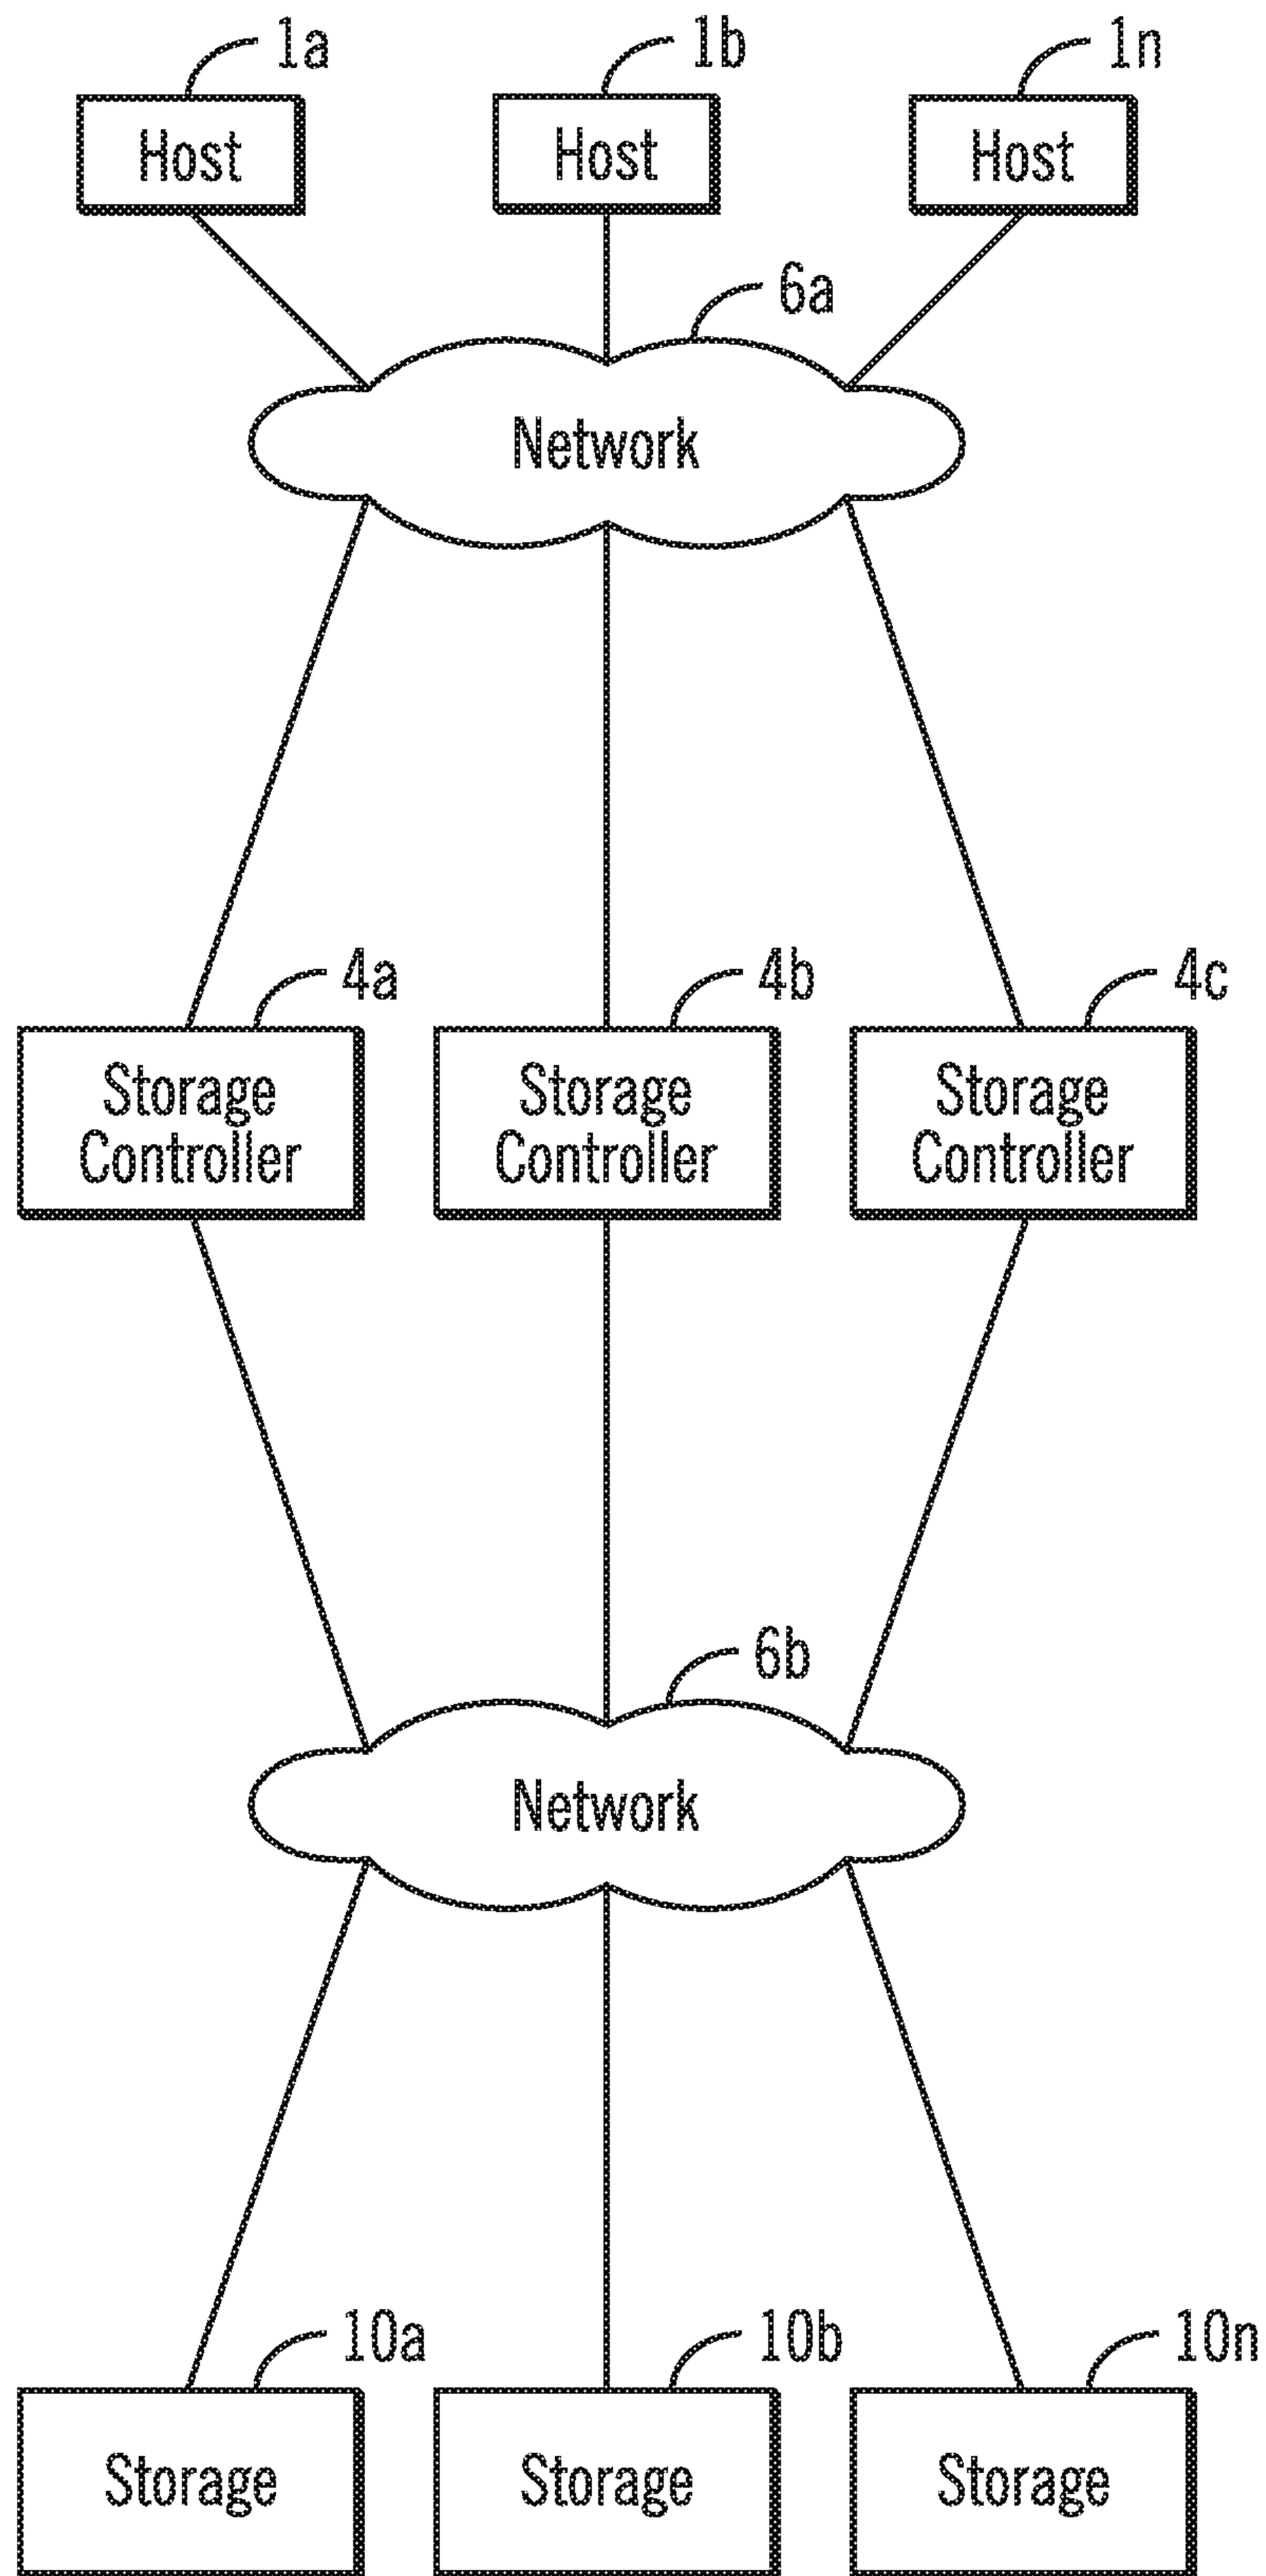 1a
1b
1n
Host
Host
Host
6a
Network
4a
4b
4c
Storage
Controller
Storage
Controller
Storage
Controller
6b
Network
10a
10b
10n
Storage
Storage
Storage